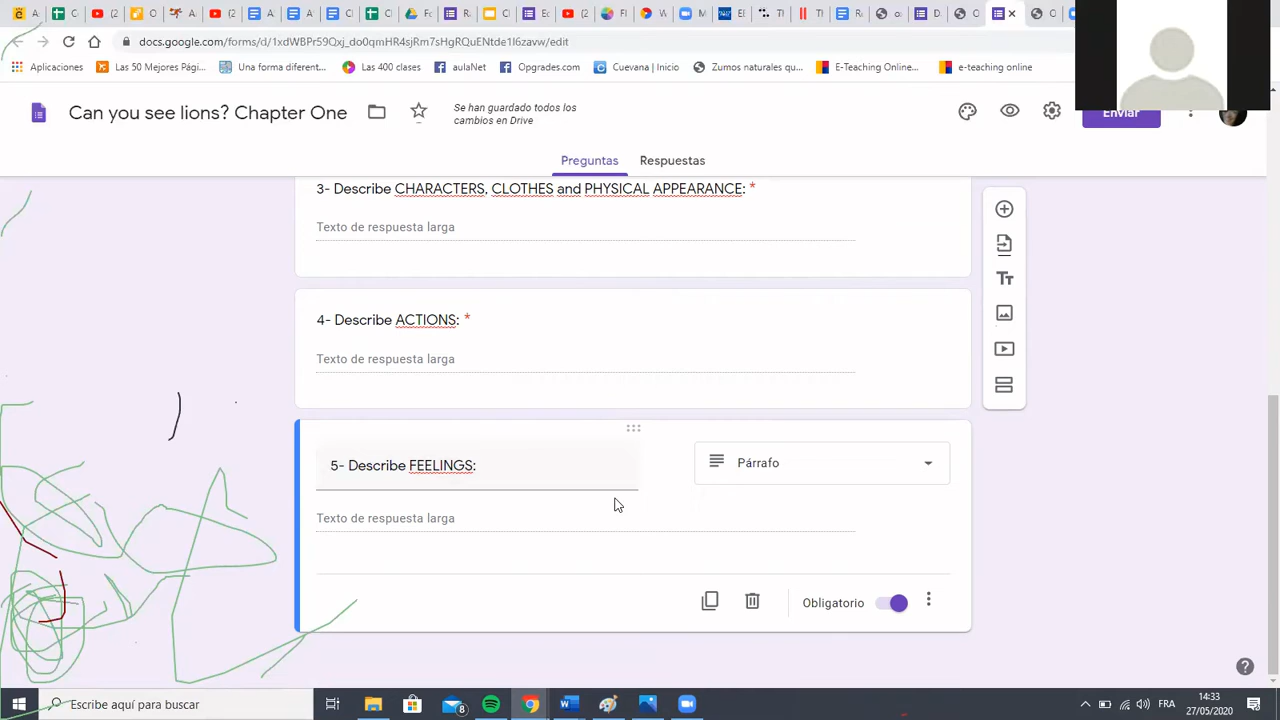 docs.google.com/forms/d/1xdWBPr59Qxj_do0qmHR4sjRm7sHgRQuENtde1I6zavw/edit
Aplicaciones
Las 50 Mejores Pági...
Una forma diferent...
Las 400 clases
aulaNet
Opgrades.com
Cuevana | Inicio
Zumos naturales qu...
E-Teaching Online...
e-teaching online
Can you see lions? Chapter One
Se han guardado todos los
cambios en Drive
Enviar
Preguntas
Respuestas
3- Describe CHARACTERS, CLOTHES and PHYSICAL APPEARANCE: *
Texto de respuesta larga
4- Describe ACTIONS: *
Texto de respuesta larga
5- Describe FEELINGS:
Párrafo
Texto de respuesta larga
Obligatorio
Escribe aquí para buscar
8
FRA
14:33
27/05/2020